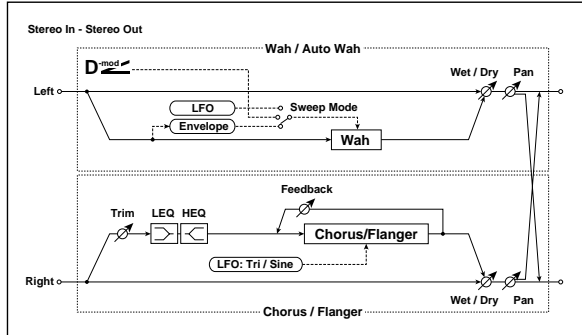 Stereo In - Stereo Out
Wah / Auto Wah
D-mod
Wet / Dry Pan
Left
LFO
Sweep Mode
Envelope
Wah
Feedback
Trim LEQ HEQ
Chorus/Flanger
LFO: Tri / Sine
Right
Wet / Dry Pan
Chorus / Flanger